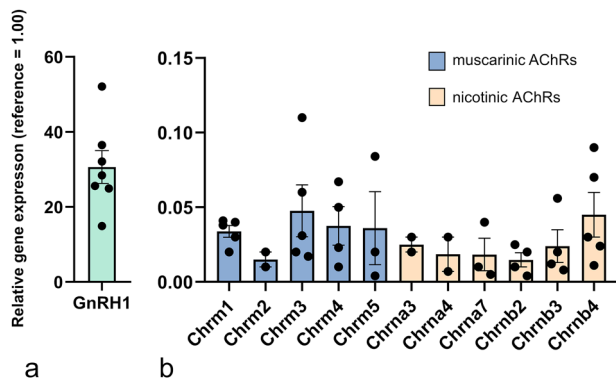 Relative gene expresson (reference = 1.00)
60
40
20
0
GnRH1
a
0.15
0.10
0.05
0.00
muscarinic AChRs
nicotinic AChRs
Chrm1
Chrm2
Chrm3
Chrm4
Chrm5
Chrna3
Chrna4
Chrna7
Chrnb2
Chrnb3
Chrnb4
b